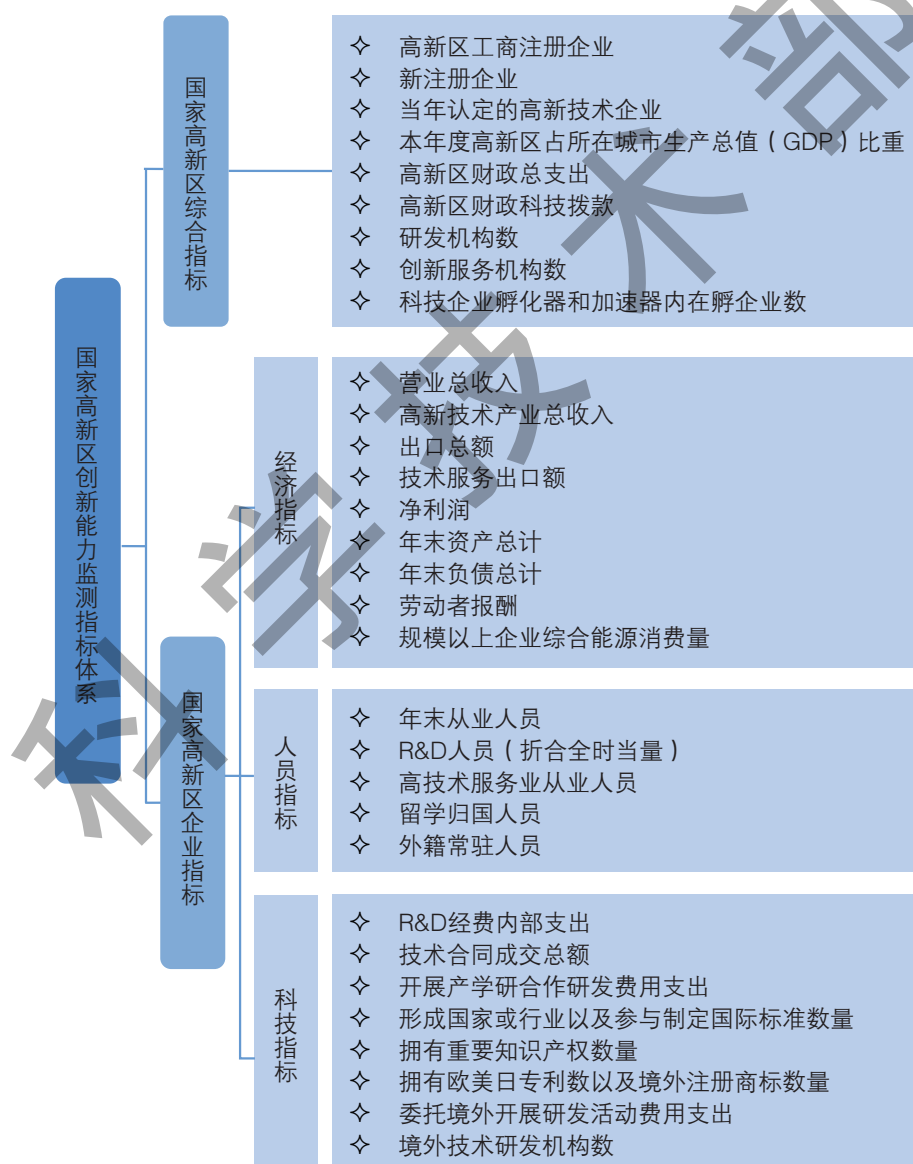 国家高新区创新能力监测指标体系
国家高新区综合指标
✧ 高新区工商注册企业
✧ 新注册企业
✧ 当年认定的高新技术企业
✧ 本年度高新区占所在城市生产总值（GDP）比重
✧ 高新区财政总支出
✧ 高新区财政科技拨款
✧ 研发机构数
✧ 创新服务机构数
✧ 科技企业孵化器和加速器内在孵企业数
国家高新区企业指标
经济指标
✧ 营业总收入
✧ 高新技术产业总收入
✧ 出口总额
✧ 技术服务出口额
✧ 净利润
✧ 年末资产总计
✧ 年末负债总计
✧ 劳动者报酬
✧ 规模以上企业综合能源消费量
人员指标
✧ 年末从业人员
✧ R&D人员（折合全时当量）
✧ 高技术服务业从业人员
✧ 留学归国人员
✧ 外籍常驻人员
科技指标
✧ R&D经费内部支出
✧ 技术合同成交总额
✧ 开展产学研合作研发费用支出
✧ 形成国家或行业以及参与制定国际标准数量
✧ 拥有重要知识产权数量
✧ 拥有欧美日专利数以及境外注册商标数量
✧ 委托境外开展研发活动费用支出
✧ 境外技术研发机构数
科学技术部